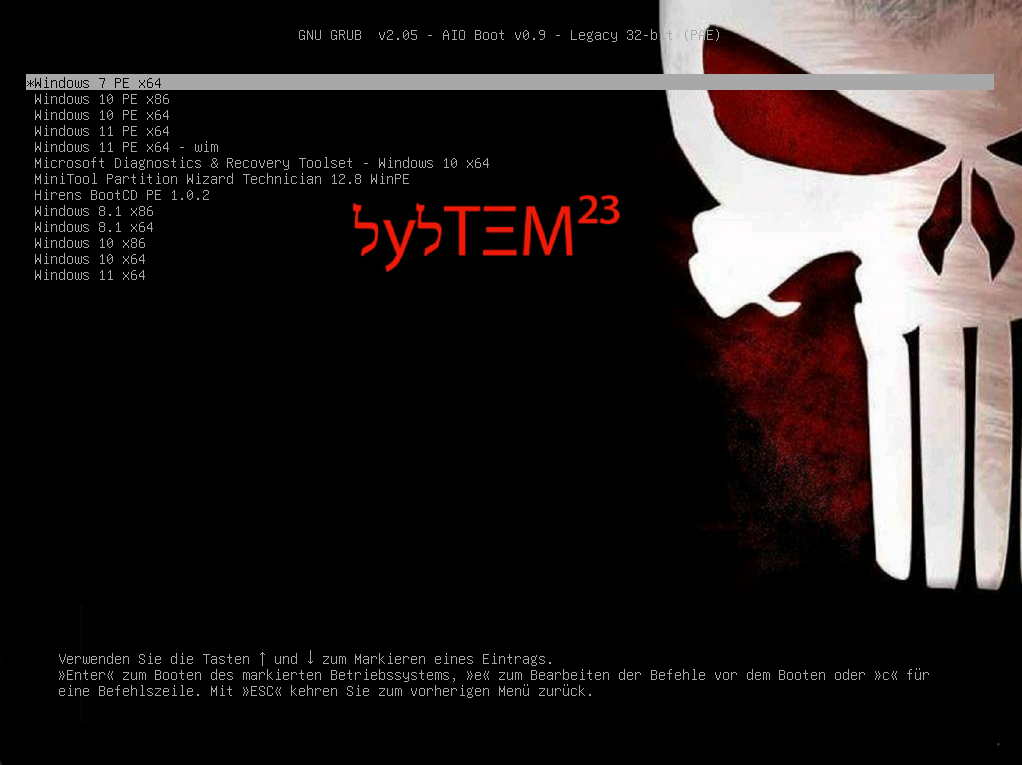 GNU GRUB  v2.05 - AIO Boot v0.9 - Legacy 32-bit (PAE)
*Windows 7 PE x64
Windows 10 PE x86
Windows 10 PE x64
Windows 11 PE x64
Windows 11 PE x64 - wim
Microsoft Diagnostics & Recovery Toolset - Windows 10 x64
MiniTool Partition Wizard Technician 12.8 WinPE
Hirens BootCD PE 1.0.2
Windows 8.1 x86
Windows 8.1 x64
Windows 10 x86
Windows 10 x64
Windows 11 x64
לyלTΞM²³
Verwenden Sie die Tasten ↑ und ↓ zum Markieren eines Eintrags.
»Enter« zum Booten des markierten Betriebssystems, »e« zum Bearbeiten der Befehle vor dem Booten oder »c« für
eine Befehlszeile. Mit »ESC« kehren Sie zum vorherigen Menü zurück.